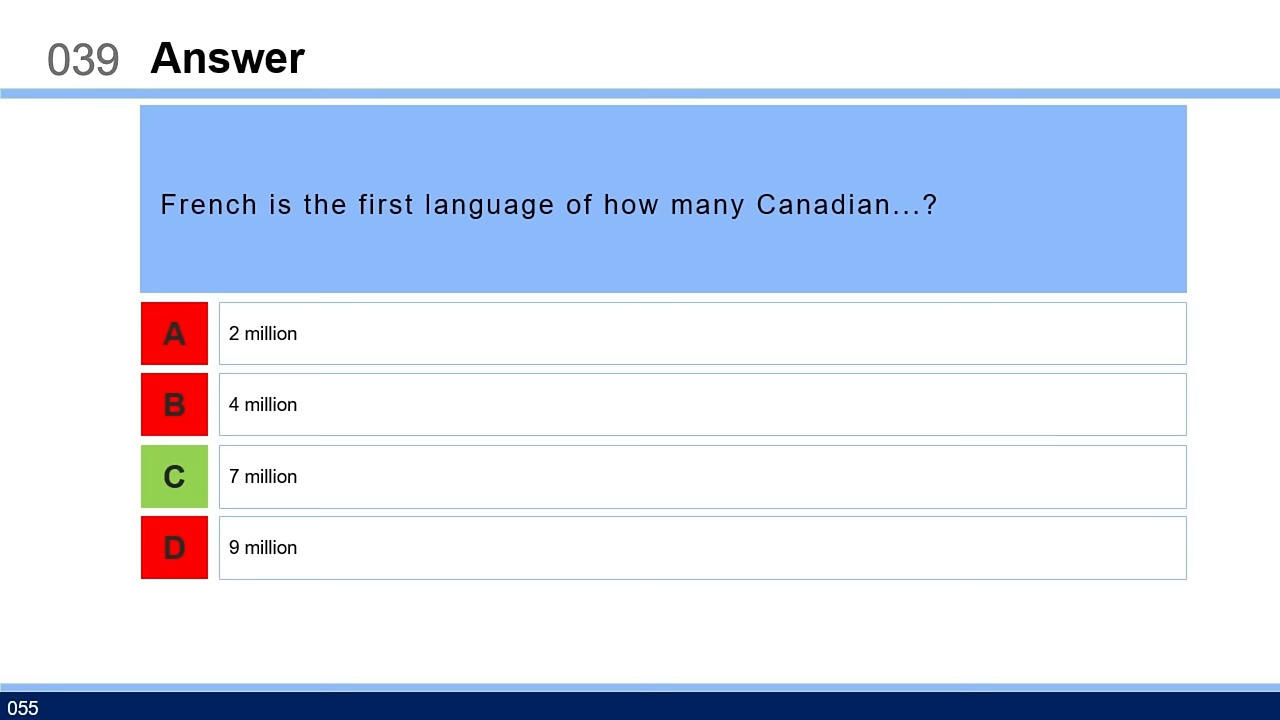 039 Answer
French is the first language of how many Canadian...?
A 2 million
B 4 million
C 7 million
D 9 million
055